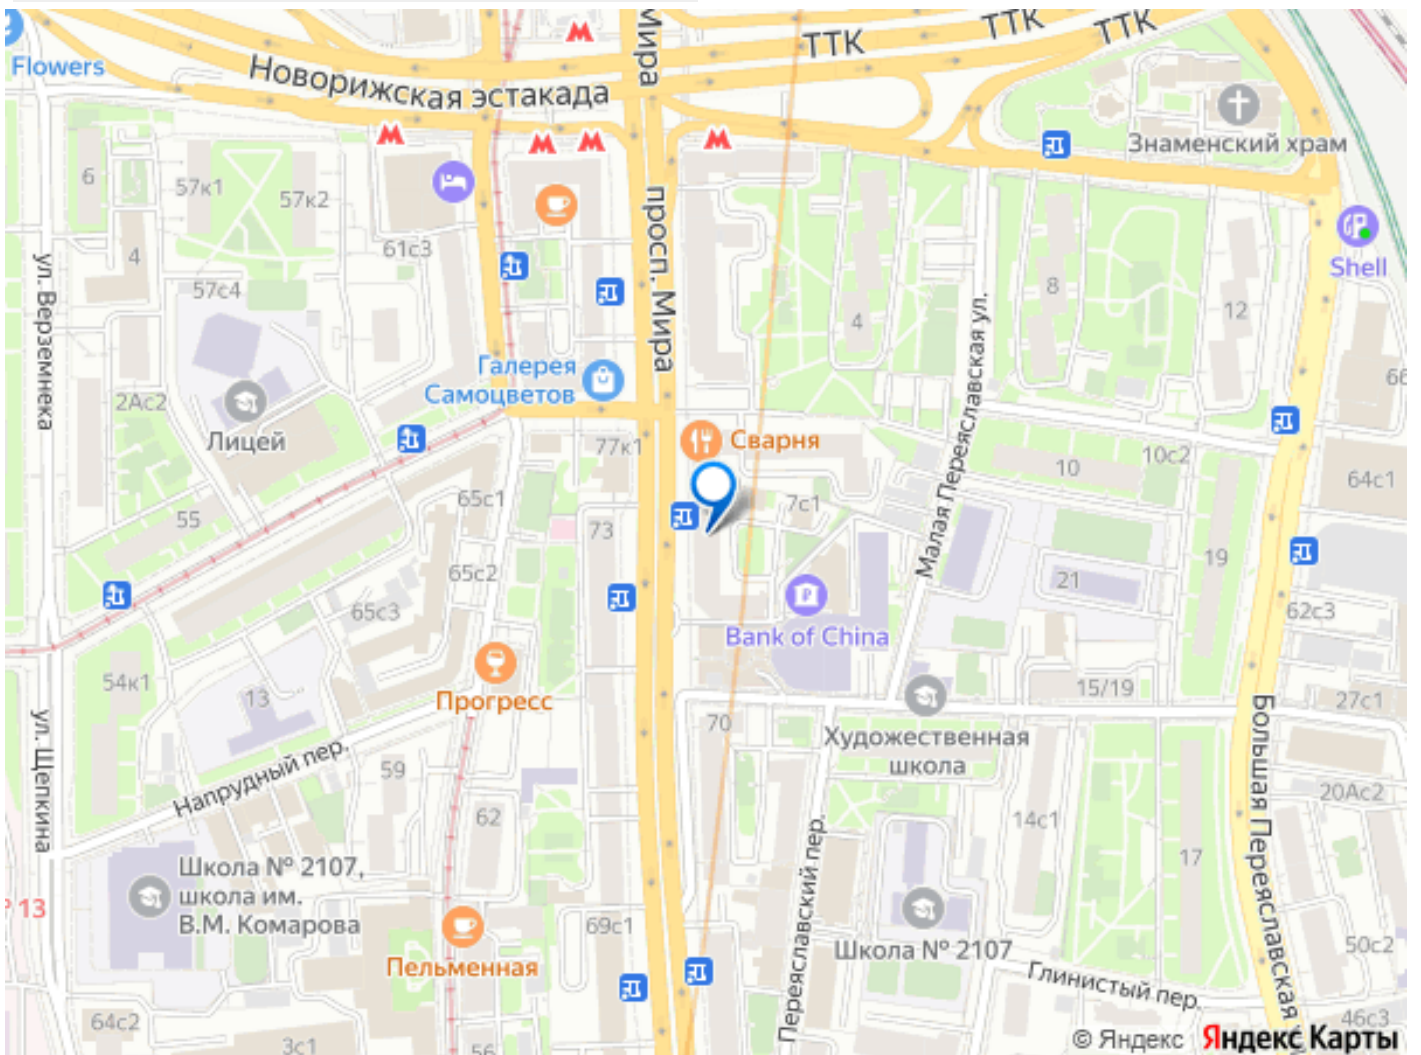 Flowers
Новорижская эстакада
Мира
ТТК
ТТК
ТТК
Знаменский храм
6
57к1
57к2
61с3
4
57с4
ул. Верземнека
просп. Мира
Shell
8
12
4
Малая Переяславская ул.
Галерея
Самоцветов
2Ас2
Лицей
77к1
Сварня
10
10с2
66
64с1
65с1
55
73
7с1
65с2
65с3
21
19
62с3
Bank of China
54к1
13
Прогресс
15/19
27с1
ул. Щепкина
Напрудный пер.
59
70
Художественная
школа
Большая Переяславская
62
14с1
20Ас2
17
Школа № 2107,
школа им.
В.М. Комарова
Р 13
69с1
Переяславский пер.
Школа № 2107
Пельменная
Глинистый пер.
50с2
64с2
3с1
56
46с3
© Яндекс Яндекс Карты